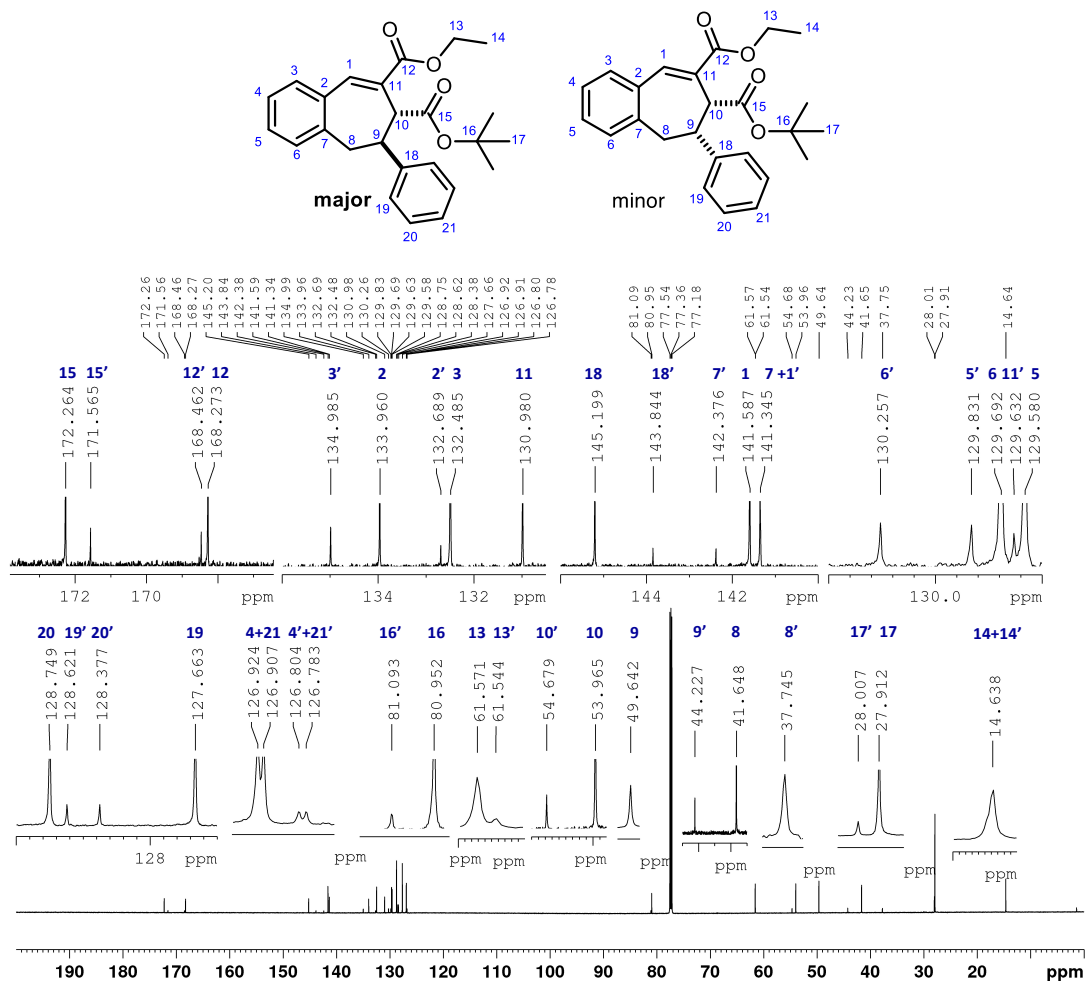 O 13 14 O 12 1 3 2 11 4 O 10 15 16 17 9 5 7 8 6 18 19 20 21 major
O 13 14 O 12 1 3 2 11 4 O 10 15 16 17 9 5 7 8 6 18 19 20 21 minor
172.26 171.56 168.46 168.27 145.20 143.84 142.38 141.59 141.34 134.99 133.96 132.69 132.48 130.98 130.26 129.83 129.69 129.63 129.58 128.75 128.62 128.38 127.66 126.92 126.91 126.80 126.78 81.09 80.95 77.54 77.36 77.18 61.57 61.54 54.68 53.96 49.64 44.23 41.65 37.75 28.01 27.91 14.64
15 15' 12' 12 3' 2 2' 3 11 18 18' 7' 1 7 +1' 6' 5' 6 11' 5
172.264 171.565 168.462 168.273 134.985 133.960 132.689 132.485 130.980 145.199 143.844 142.376 141.587 141.345 130.257 129.831 129.692 129.632 129.580
172 170 ppm 134 132 ppm 144 142 ppm 130.0 ppm
20 19' 20' 19 4+21 4'+21' 16' 16 13 13' 10' 10 9 9' 8 8' 17' 17 14+14'
128.749 128.621 128.377 127.663 126.924 126.907 126.804 126.783 81.093 80.952 61.571 61.544 54.679 53.965 49.642 44.227 41.648 37.745 28.007 27.912 14.638
128 ppm ppm ppm ppm ppm ppm ppm ppm ppm
190 180 170 160 150 140 130 120 110 100 90 80 70 60 50 40 30 20 ppm